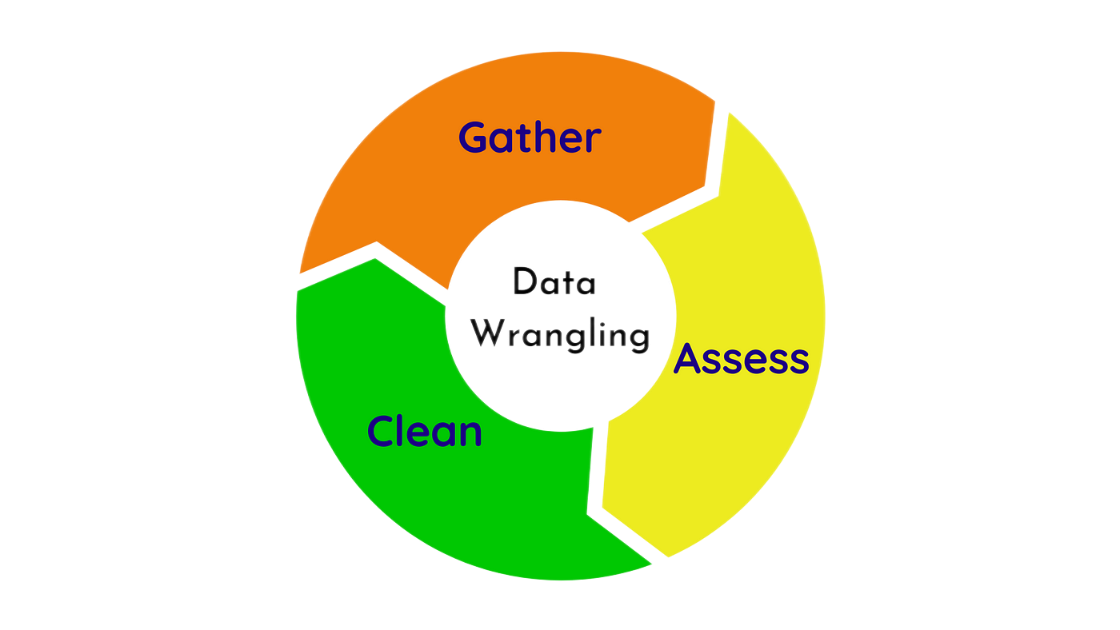 Gather
Data
Wrangling
Assess
Clean